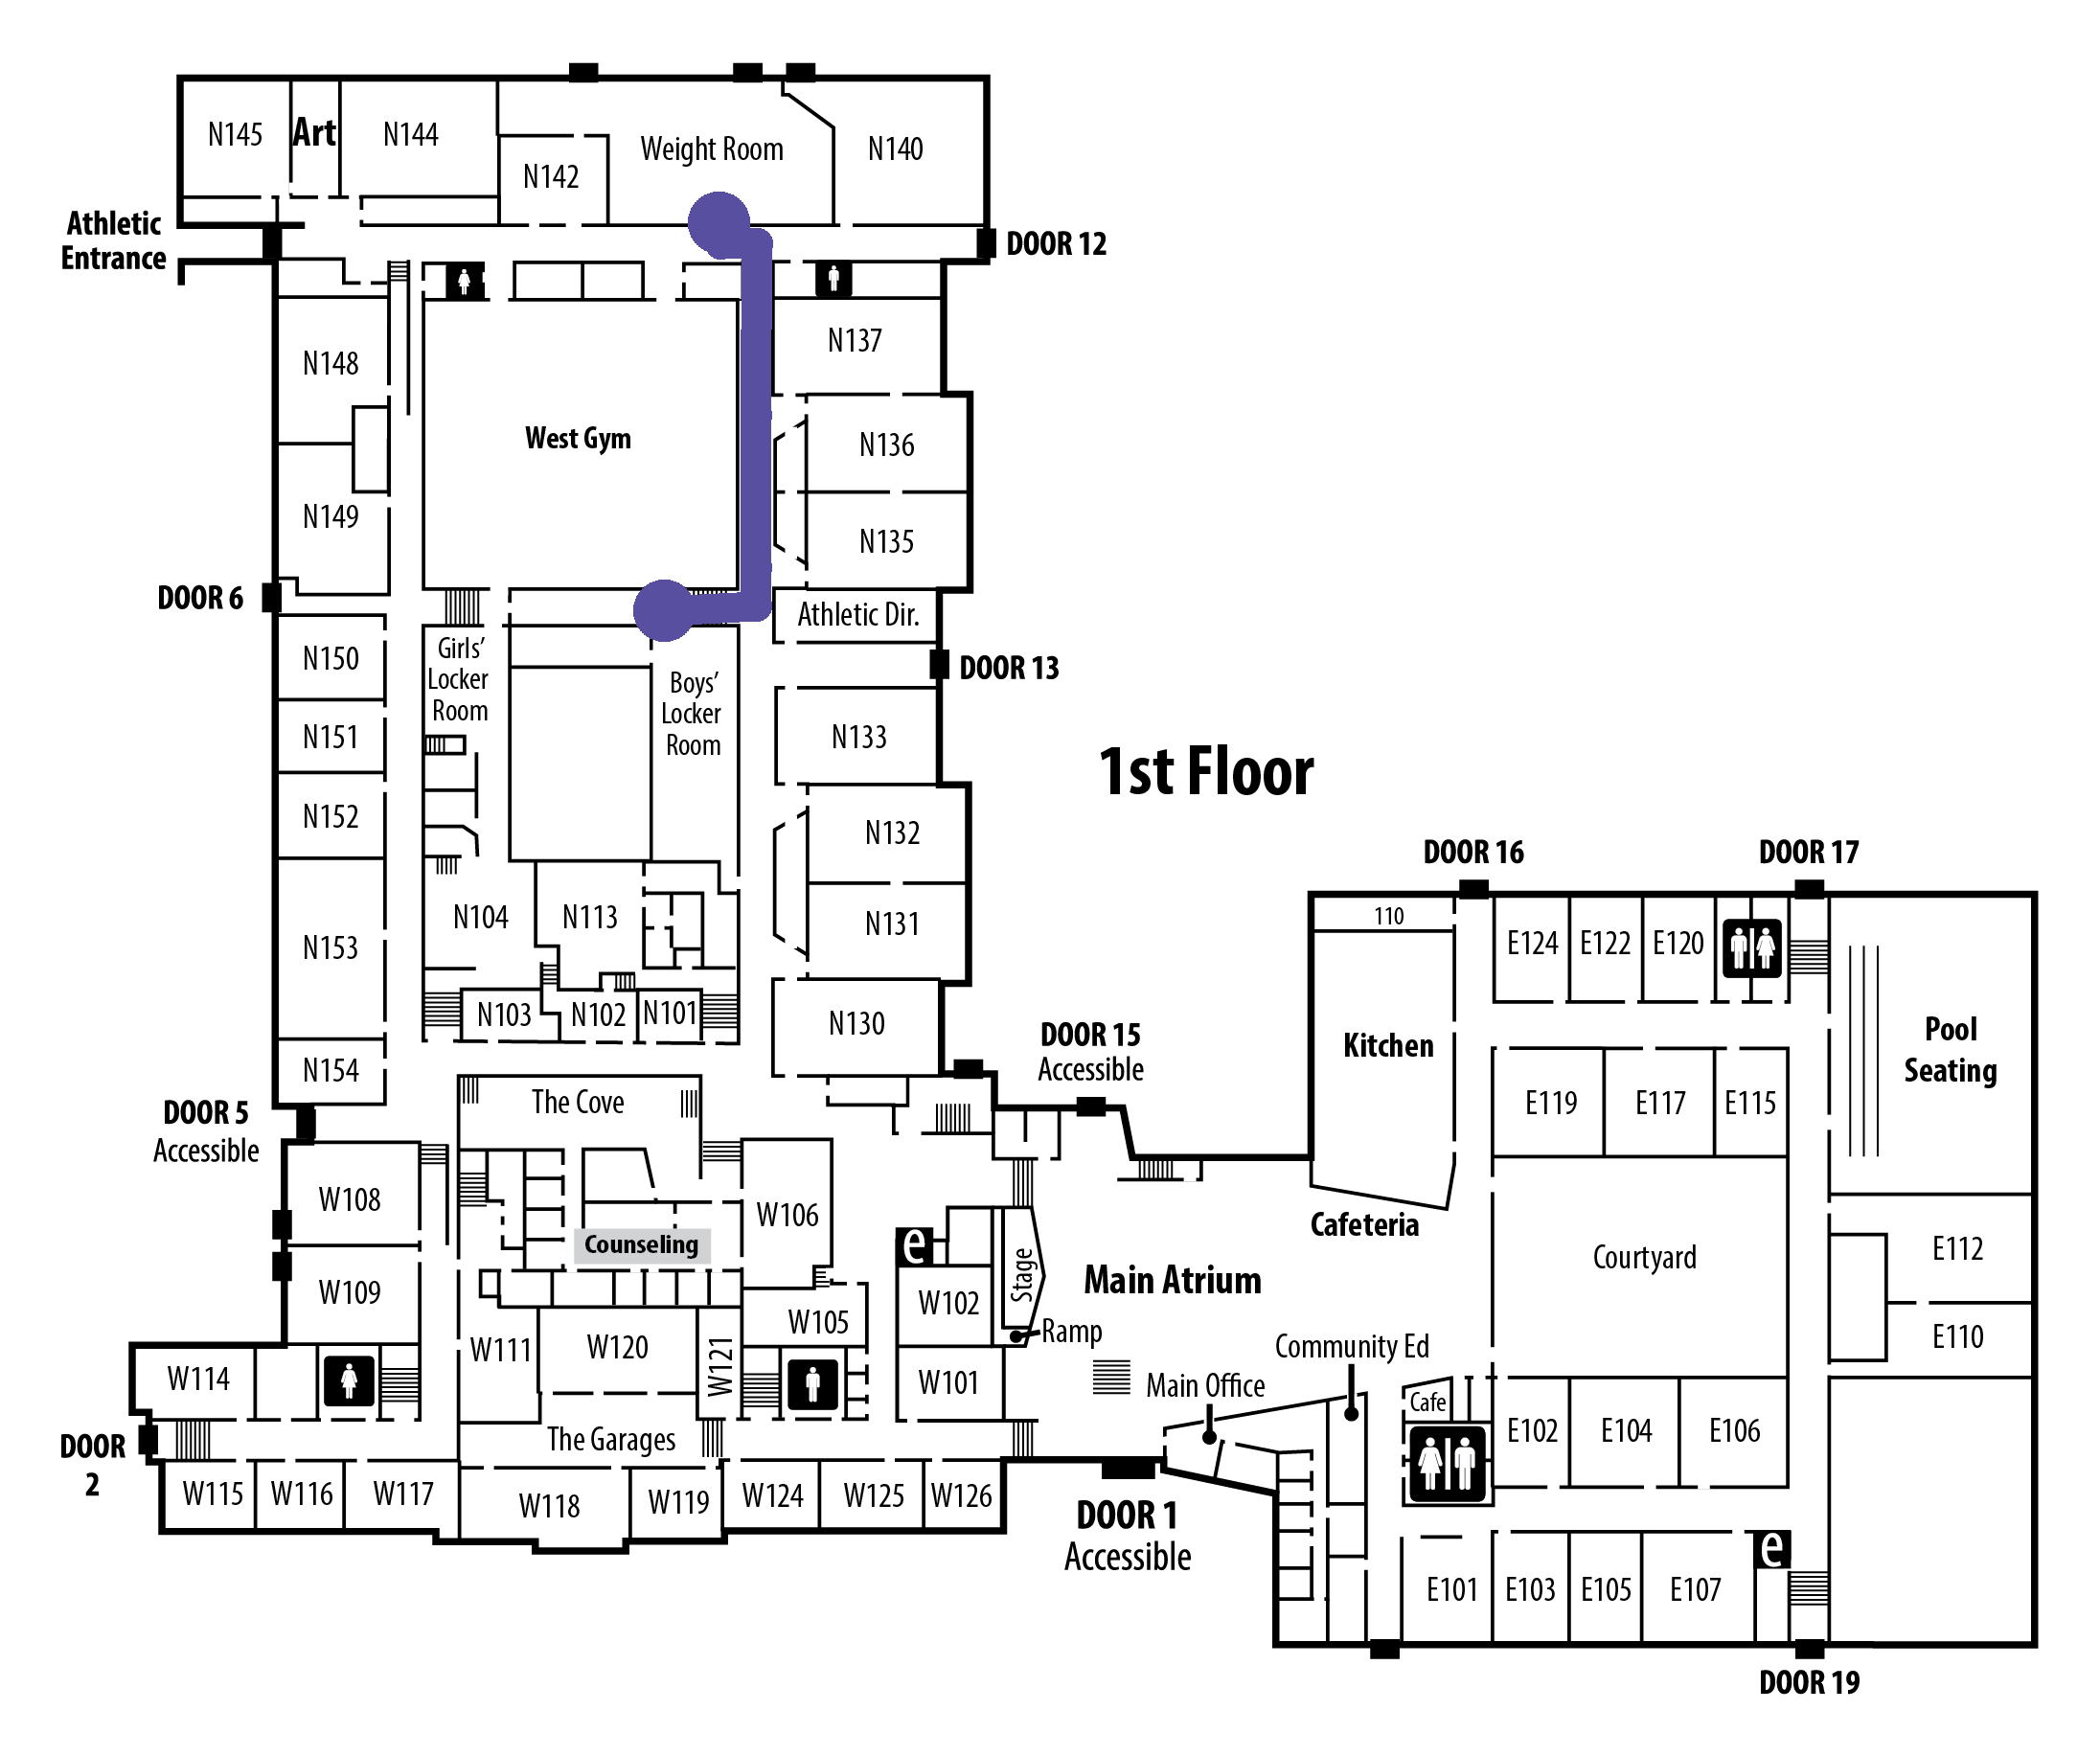 N145
Art
N144
N142
Weight Room
N140
Athletic
Entrance
DOOR 12
N137
N148
West Gym
N136
N149
N135
DOOR 6
Athletic Dir.
N150
Girls'
Locker
Room
Boys'
Locker
Room
DOOR 13
N151
N133
1st Floor
N152
N132
DOOR 16
DOOR 17
N153
N104
N113
N131
110
E124
E122
E120
N103
N102
N101
N130
DOOR 15
Accessible
Kitchen
Pool
Seating
N154
The Cove
E119
E117
E115
DOOR 5
Accessible
W108
W106
Cafeteria
Counseling
e
Stage
Main Atrium
Courtyard
E112
W109
W102
W105
Ramp
E110
W111
W120
W121
Community Ed
W114
W101
Main Office
Cafe
E102
E104
E106
DOOR
2
The Garages
W115
W116
W117
W118
W119
W124
W125
W126
DOOR 1
Accessible
e
E101
E103
E105
E107
DOOR 19